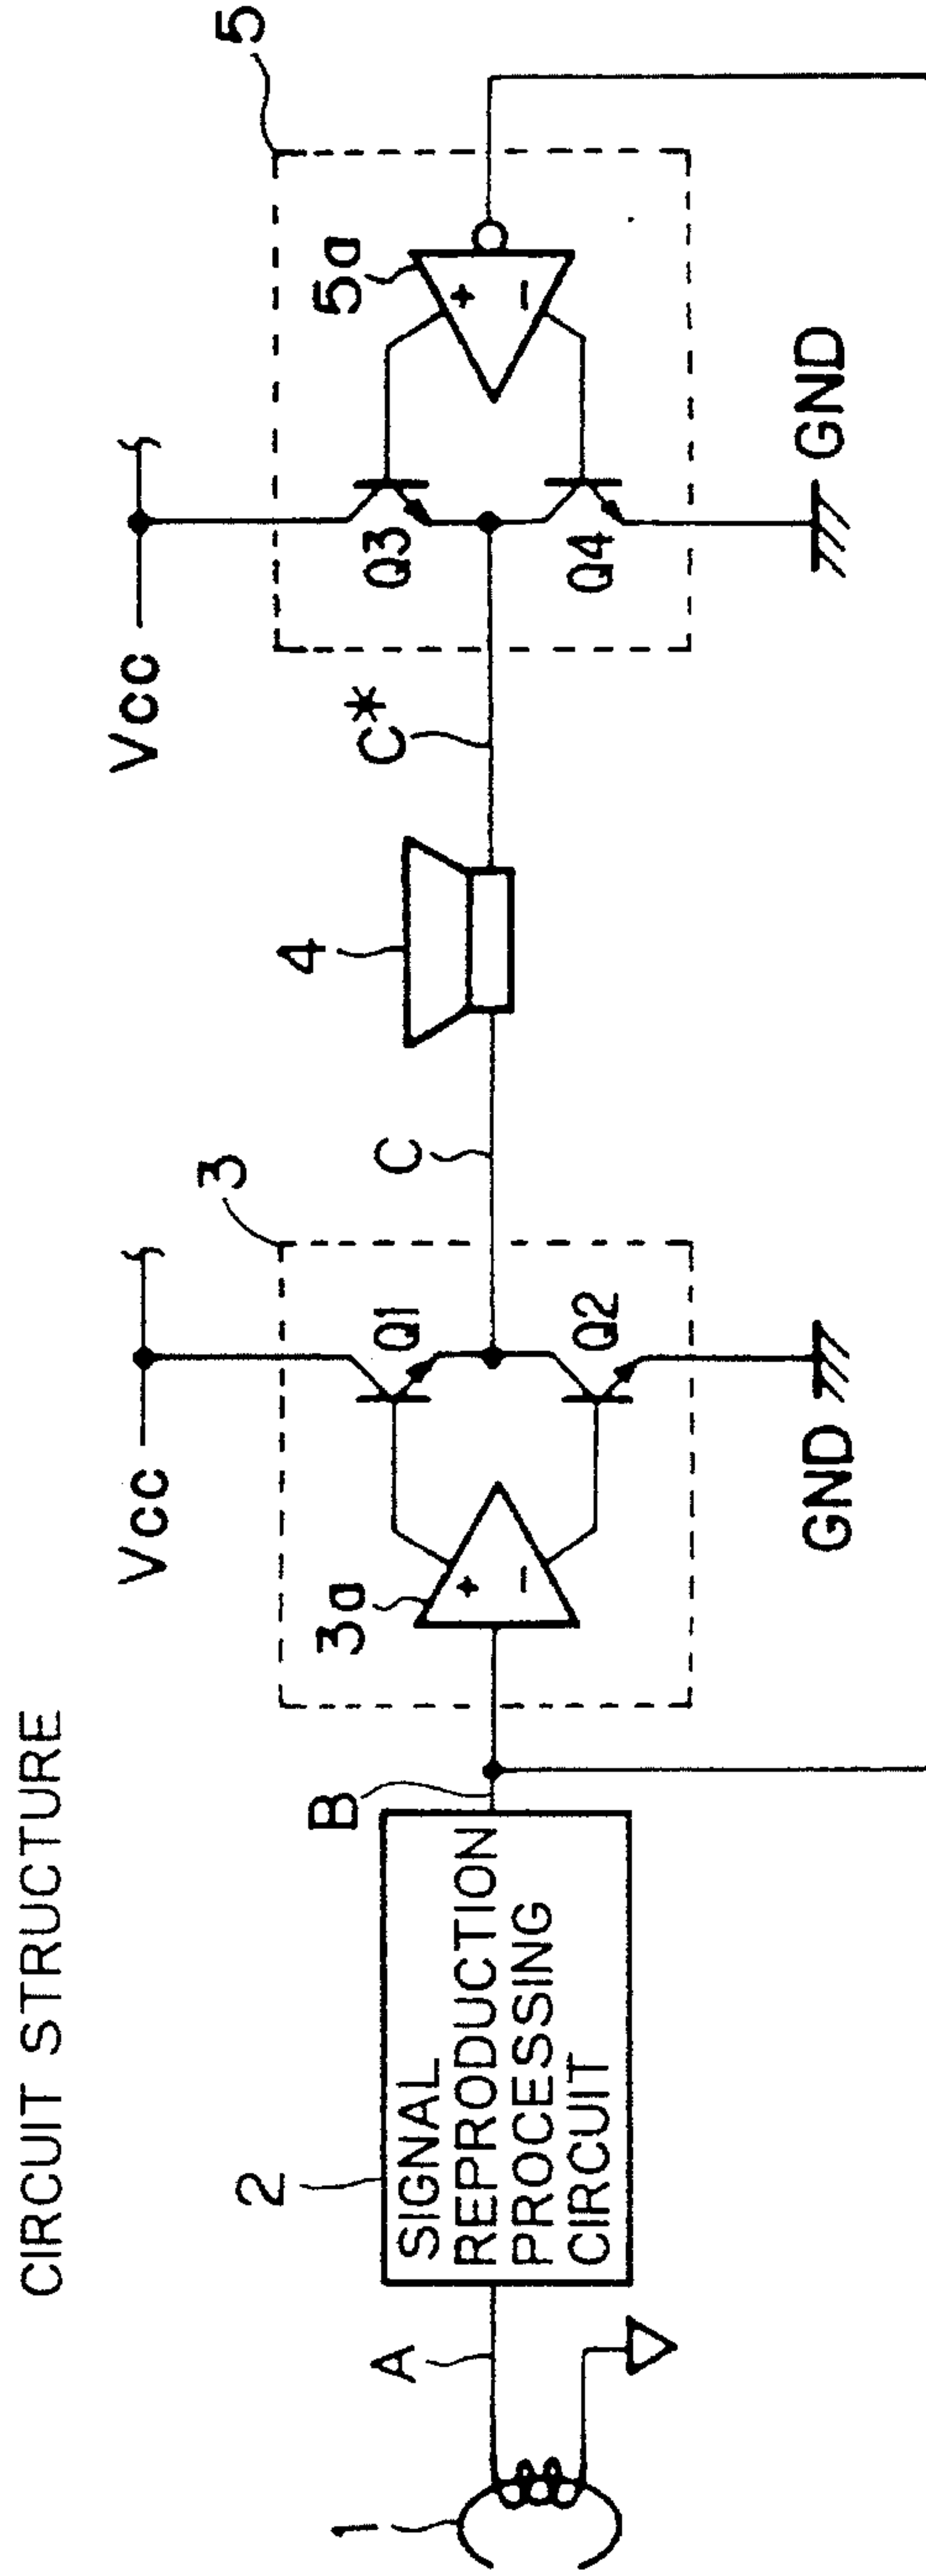 CIRCUIT STRUCTURE
1
A
2
SIGNAL
REPRODUCTION
PROCESSING
CIRCUIT
B
3
3a
+
-
Vcc
Q1
Q2
GND
C
4
C*
5
5a
+
-
Vcc
Q3
Q4
GND